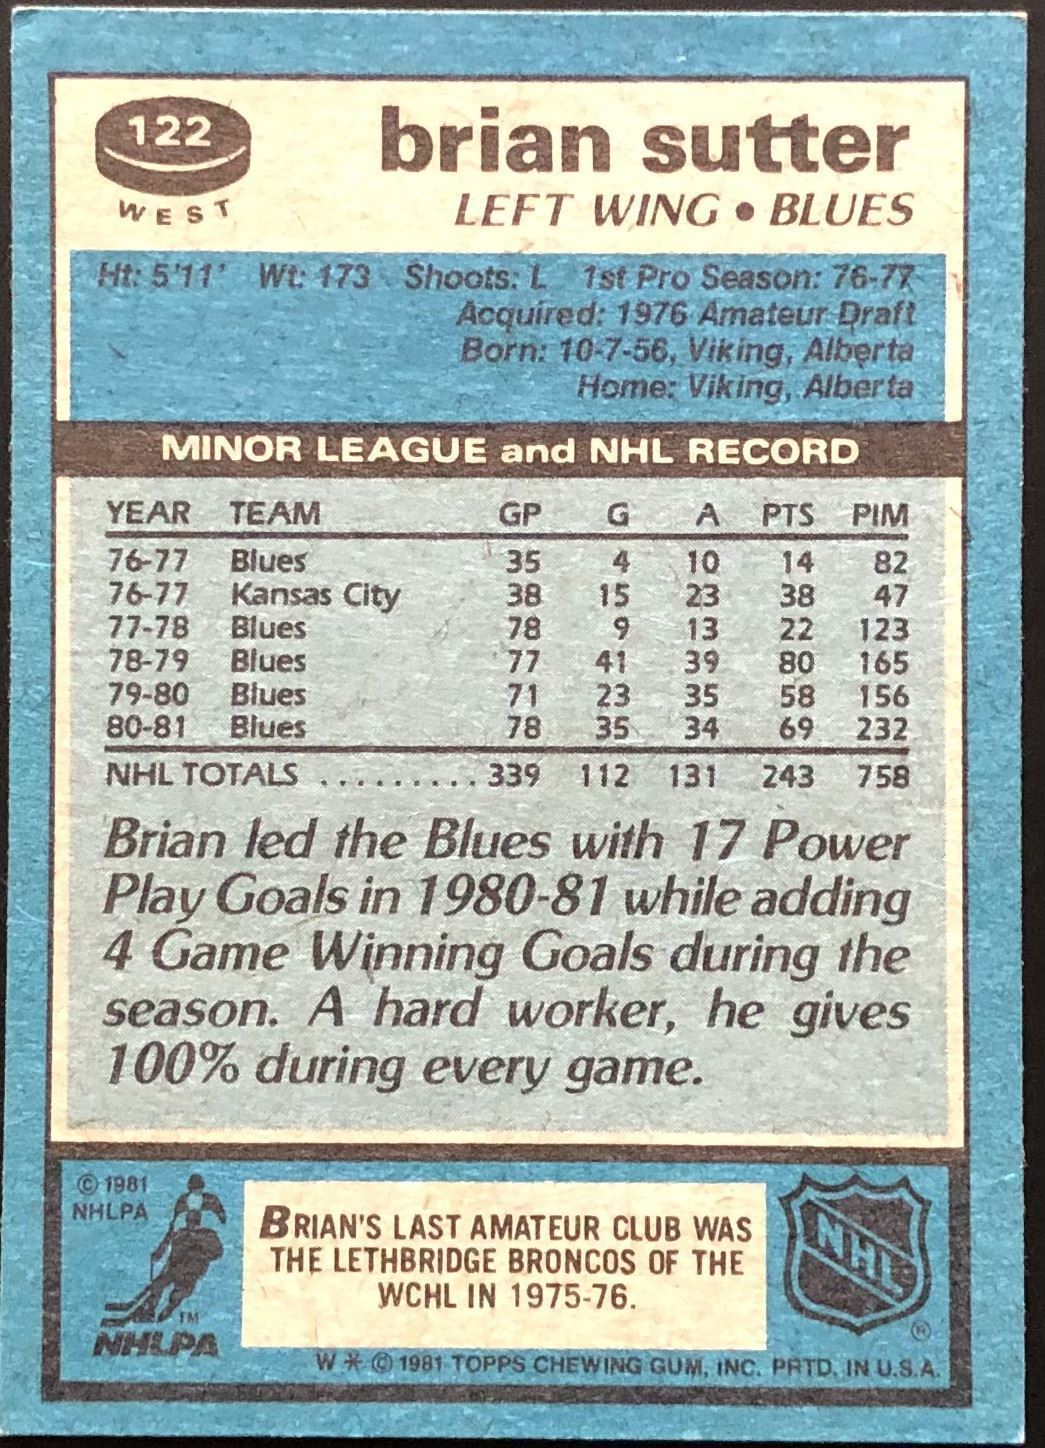 122
WEST
brian sutter
LEFT WING • BLUES
Ht: 5'11' Wt: 173 Shoots: L 1st Pro Season: 76-77
Acquired: 1976 Amateur Draft
Born: 10-7-56, Viking, Alberta
Home: Viking, Alberta
MINOR LEAGUE and NHL RECORD
YEAR TEAM GP G A PTS PIM
76-77 Blues 35 4 10 14 82
76-77 Kansas City 38 15 23 38 47
77-78 Blues 78 9 13 22 123
78-79 Blues 77 41 39 80 165
79-80 Blues 71 23 35 58 156
80-81 Blues 78 35 34 69 232
NHL TOTALS .......... 339 112 131 243 758
Brian led the Blues with 17 Power
Play Goals in 1980-81 while adding
4 Game Winning Goals during the
season. A hard worker, he gives
100% during every game.
© 1981
NHLPA
TM
NHLPA
BRIAN'S LAST AMATEUR CLUB WAS
THE LETHBRIDGE BRONCOS OF THE
WCHL IN 1975-76.
NHL
®
W * © 1981 TOPPS CHEWING GUM, INC. PRTD. IN U.S.A.